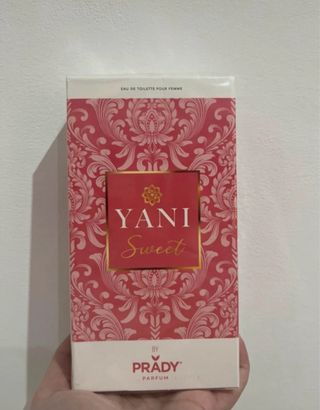 EAU DE TOILETTE POUR FEMME
YANI
Sweet
BY
PRADY
PARFUM